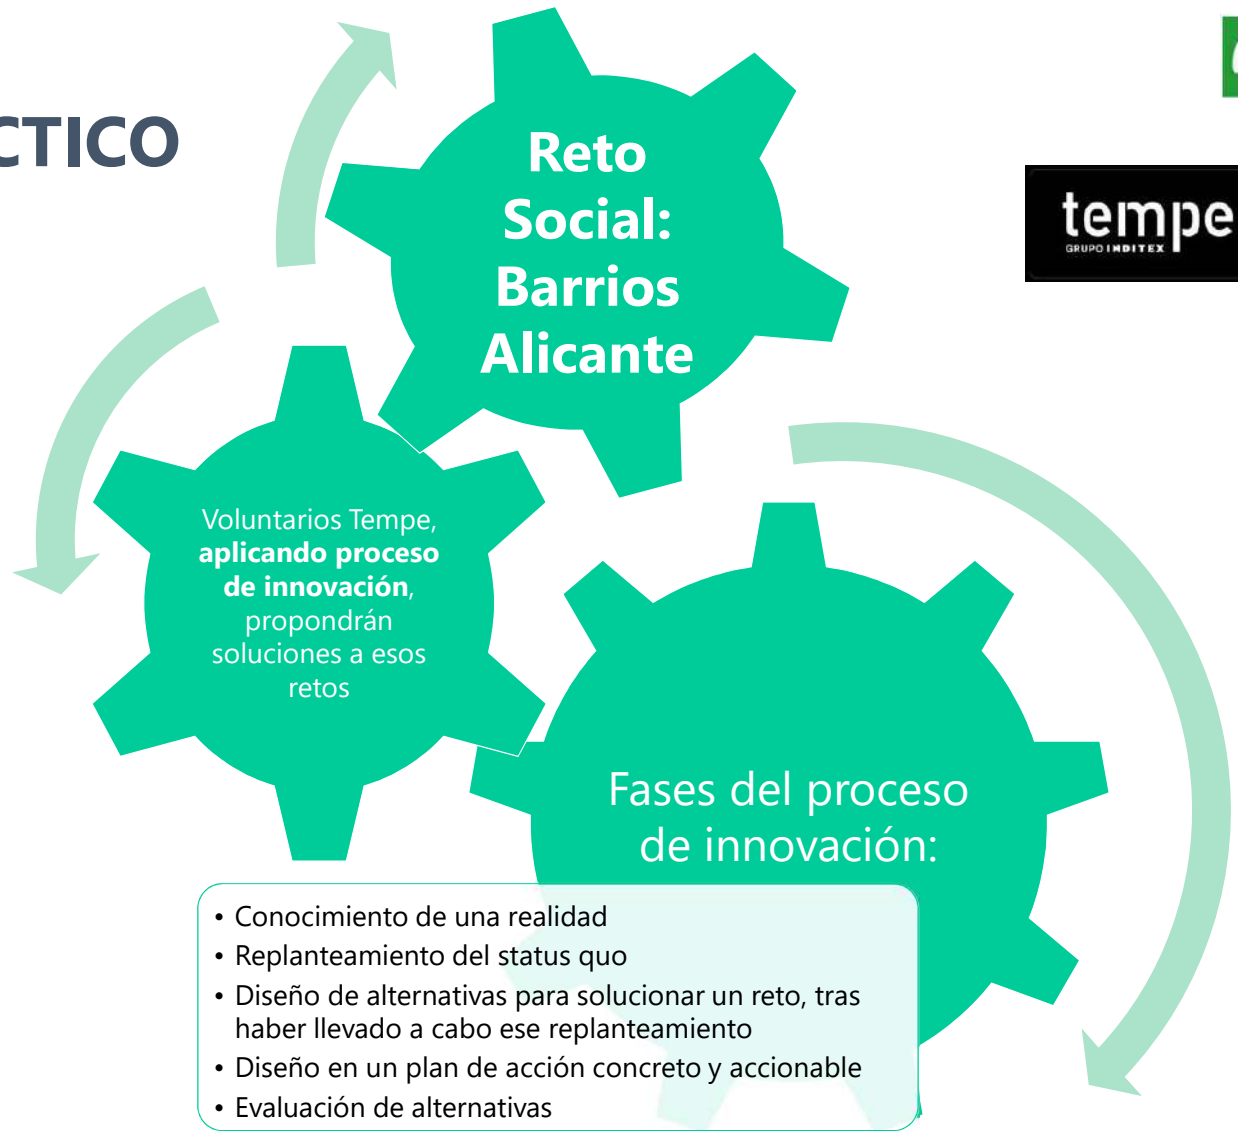 CTICO
Reto
Social:
Barrios
Alicante
tempe
GRUPO INDITEX
Voluntarios Tempe,
aplicando proceso
de innovación,
propondrán
soluciones a esos
retos
Fases del proceso
de innovación:
• Conocimiento de una realidad
• Replanteamiento del status quo
• Diseño de alternativas para solucionar un reto, tras
haber llevado a cabo ese replanteamiento
• Diseño en un plan de acción concreto y accionable
• Evaluación de alternativas